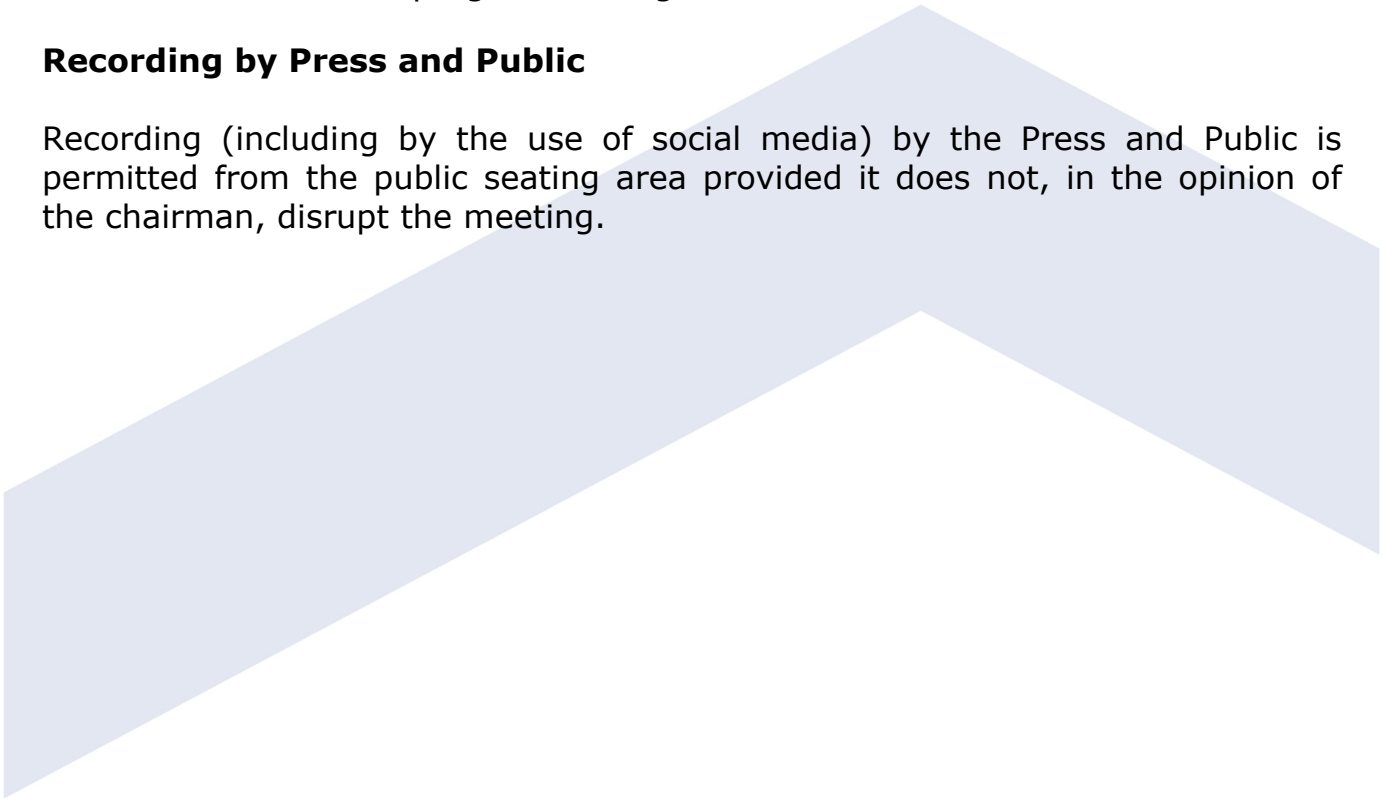 Recording by Press and Public
Recording (including by the use of social media) by the Press and Public is
permitted from the public seating area provided it does not, in the opinion of
the chairman, disrupt the meeting.